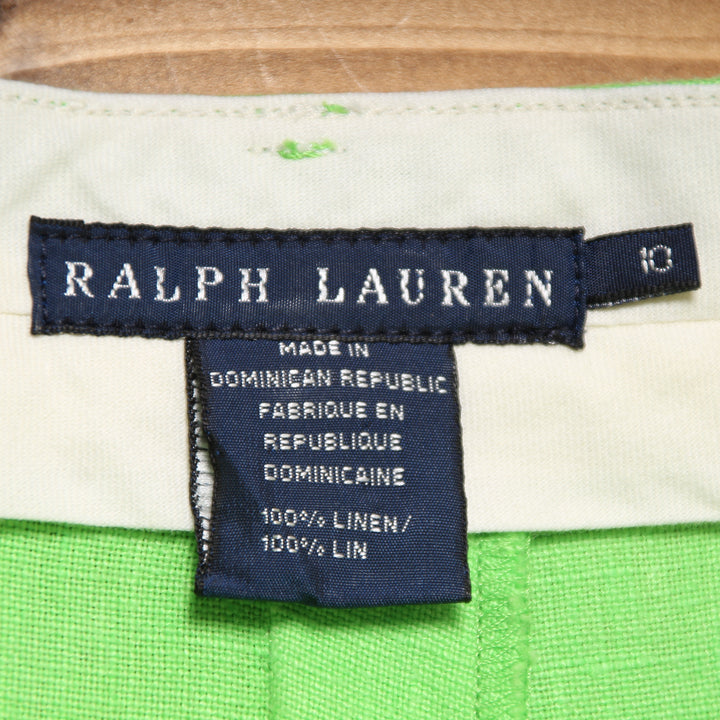 RALPH LAUREN
10
MADE IN
DOMINICAN REPUBLIC
FABRIQUE EN
REPUBLIQUE
DOMINICAINE
100% LINEN/
100% LIN